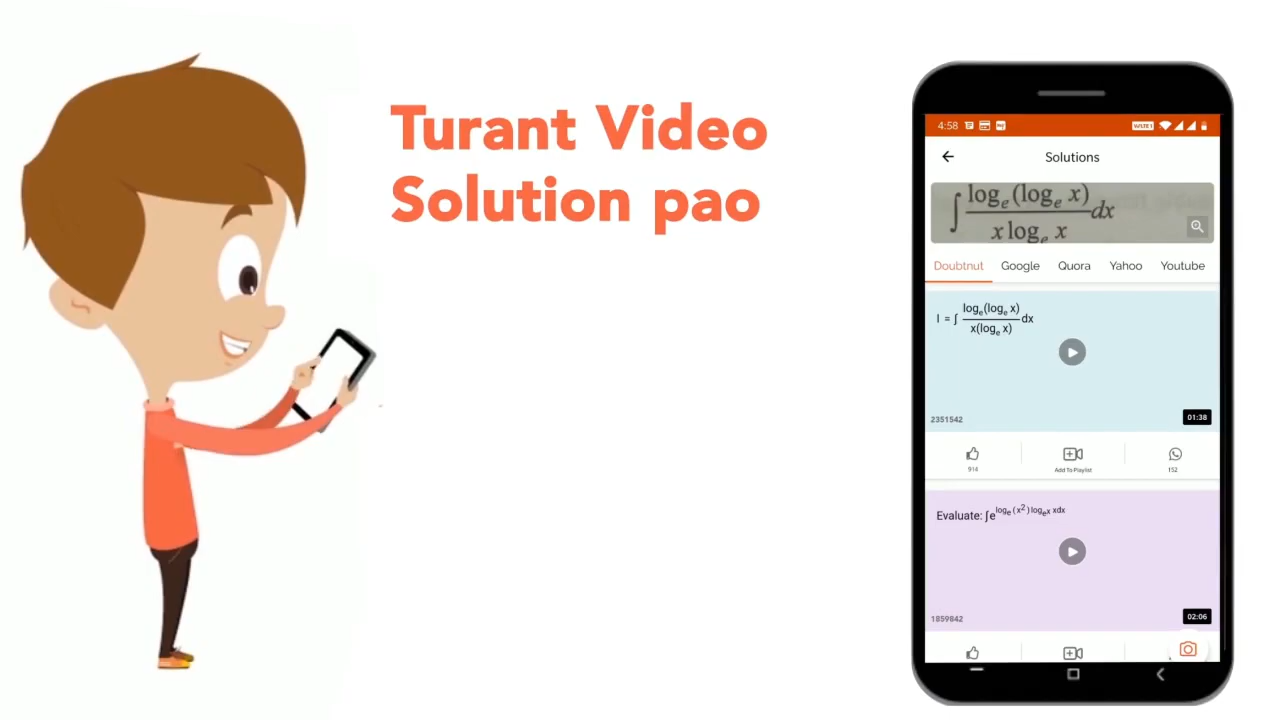 Turant Video
Solution pao
4:58
VoLTE1
Solutions
∫ logₑ(logₑ x) / x logₑ x dx
Doubtnut Google Quora Yahoo Youtube
I = ∫ logₑ(logₑ x) / x(logₑ x) dx
2351542 01:38
914 Add To Playlist 152
Evaluate: ∫e^logₑ(x²)logₑx xdx
1859842 02:06